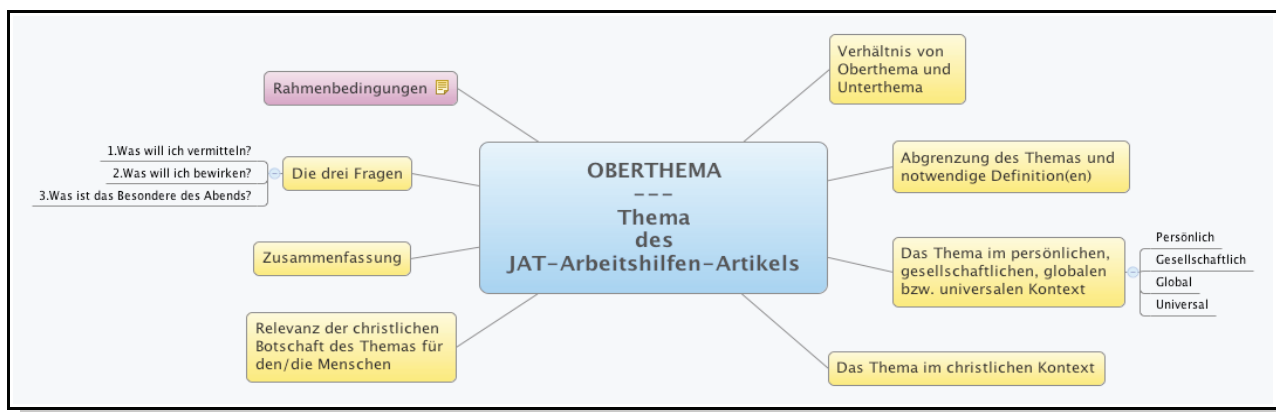 OBERTHEMA
---
Thema
des
JAT-Arbeitshilfen-Artikels
Verhältnis von
Oberthema und
Unterthema
Abgrenzung des Themas und
notwendige Definition(en)
Das Thema im persönlichen,
gesellschaftlichen, globalen
bzw. universalen Kontext
Persönlich
Gesellschaftlich
Global
Universal
Das Thema im christlichen Kontext
Relevanz der christlichen
Botschaft des Themas für
den/die Menschen
Zusammenfassung
Die drei Fragen
1.Was will ich vermitteln?
2.Was will ich bewirken?
3.Was ist das Besondere des Abends?
Rahmenbedingungen